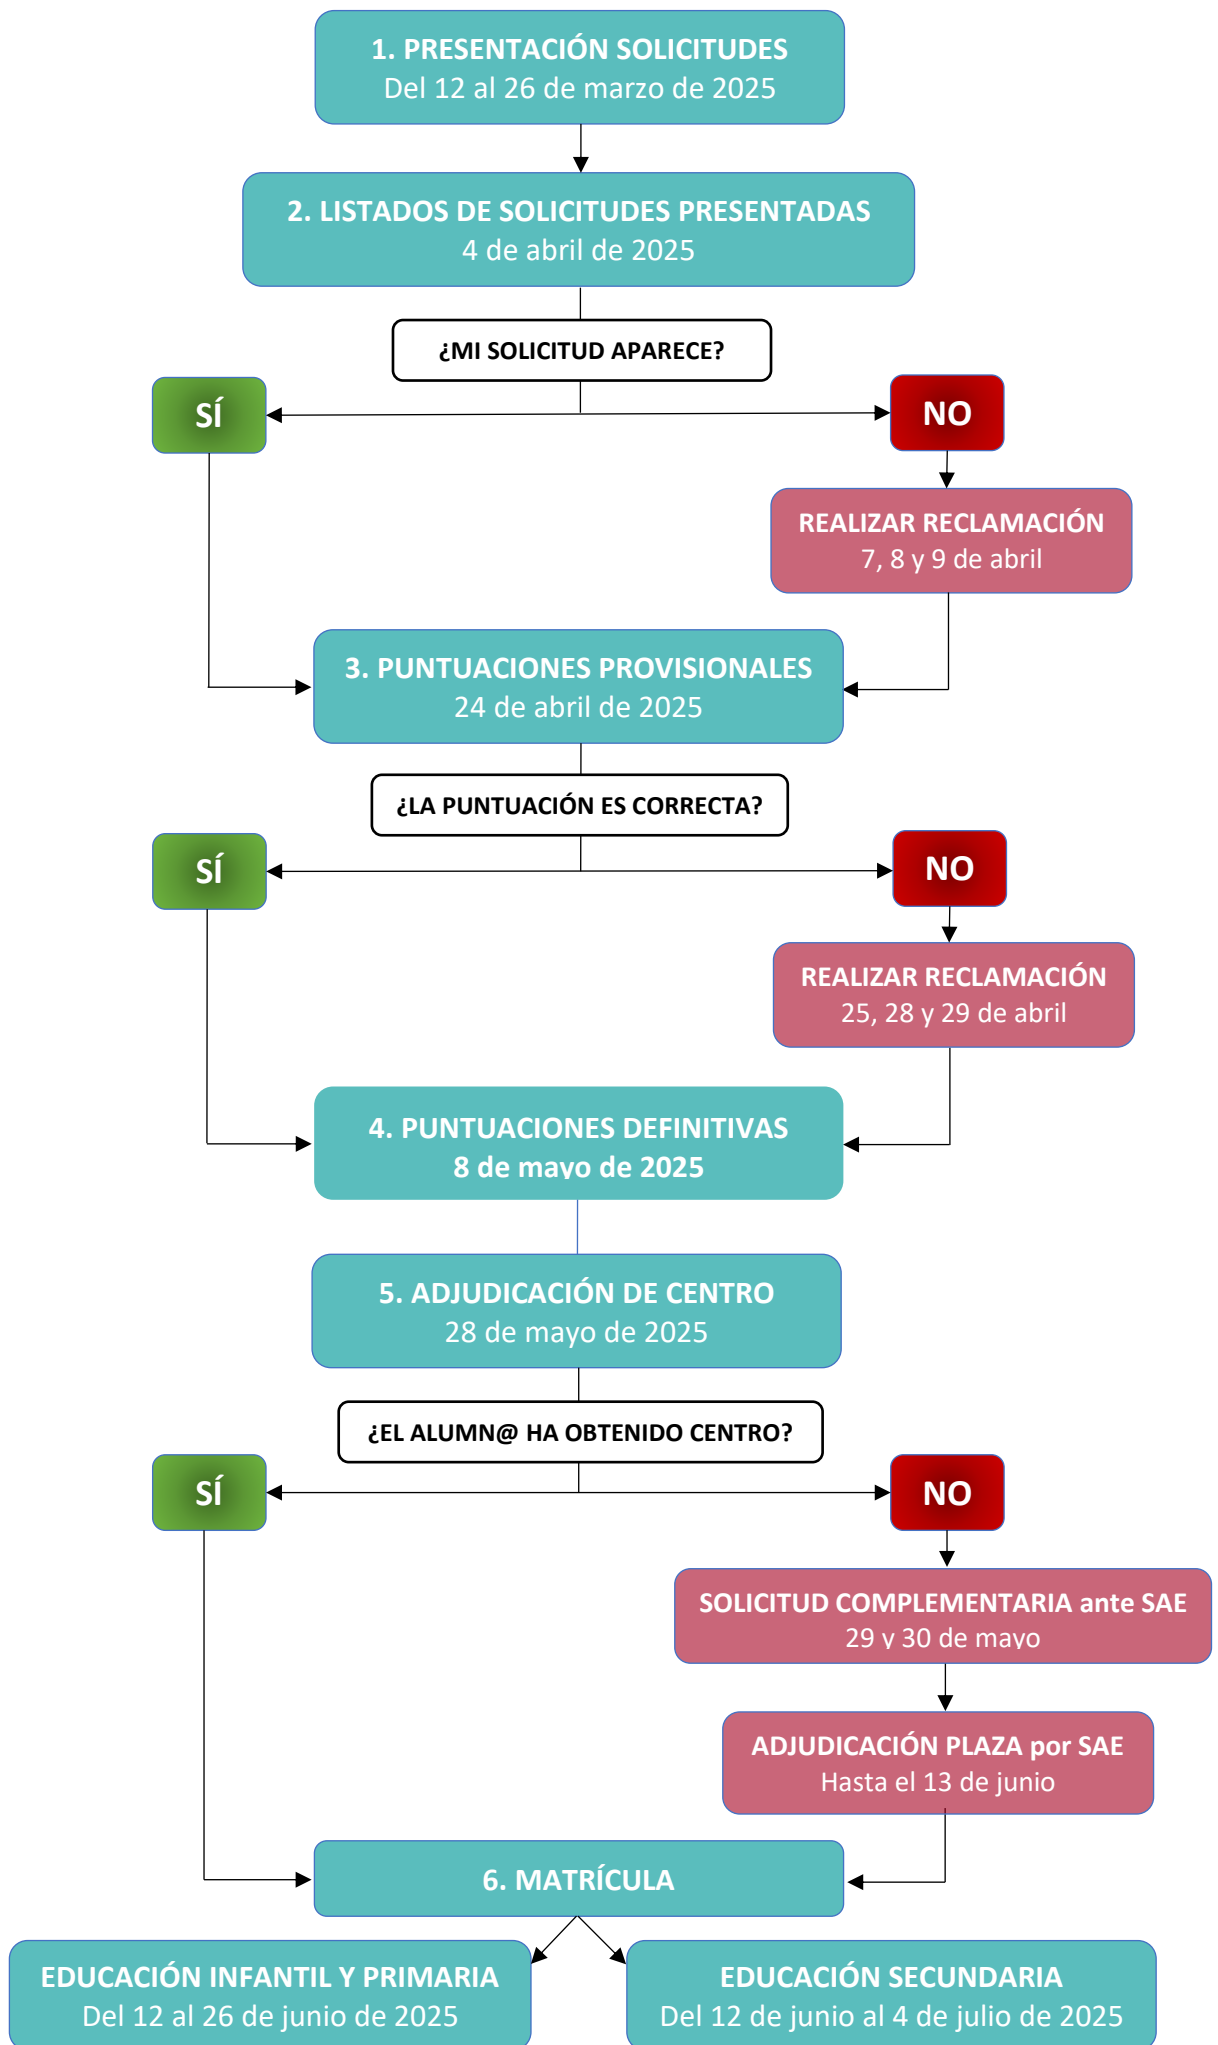 1. PRESENTACIÓN SOLICITUDES
Del 12 al 26 de marzo de 2025
2. LISTADOS DE SOLICITUDES PRESENTADAS
4 de abril de 2025
¿MI SOLICITUD APARECE?
SÍ
NO
REALIZAR RECLAMACIÓN
7, 8 y 9 de abril
3. PUNTUACIONES PROVISIONALES
24 de abril de 2025
¿LA PUNTUACIÓN ES CORRECTA?
SÍ
NO
REALIZAR RECLAMACIÓN
25, 28 y 29 de abril
4. PUNTUACIONES DEFINITIVAS
8 de mayo de 2025
5. ADJUDICACIÓN DE CENTRO
28 de mayo de 2025
¿EL ALUMN@ HA OBTENIDO CENTRO?
SÍ
NO
SOLICITUD COMPLEMENTARIA ante SAE
29 y 30 de mayo
ADJUDICACIÓN PLAZA por SAE
Hasta el 13 de junio
6. MATRÍCULA
EDUCACIÓN INFANTIL Y PRIMARIA
Del 12 al 26 de junio de 2025
EDUCACIÓN SECUNDARIA
Del 12 de junio al 4 de julio de 2025